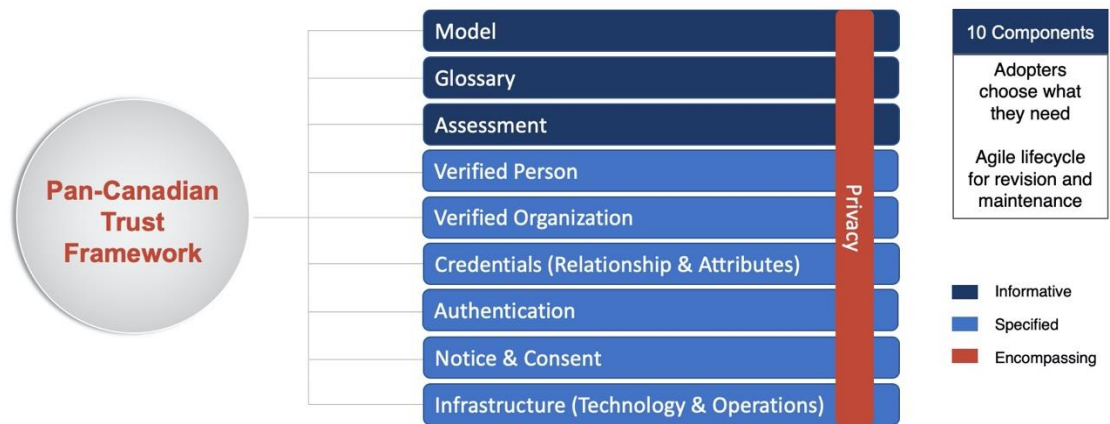 Pan-Canadian
Trust
Framework
Model
Glossary
Assessment
Verified Person
Verified Organization
Credentials (Relationship & Attributes)
Authentication
Notice & Consent
Infrastructure (Technology & Operations)
Privacy
10 Components
Adopters
choose what
they need
Agile lifecycle
for revision and
maintenance
Informative
Specified
Encompassing